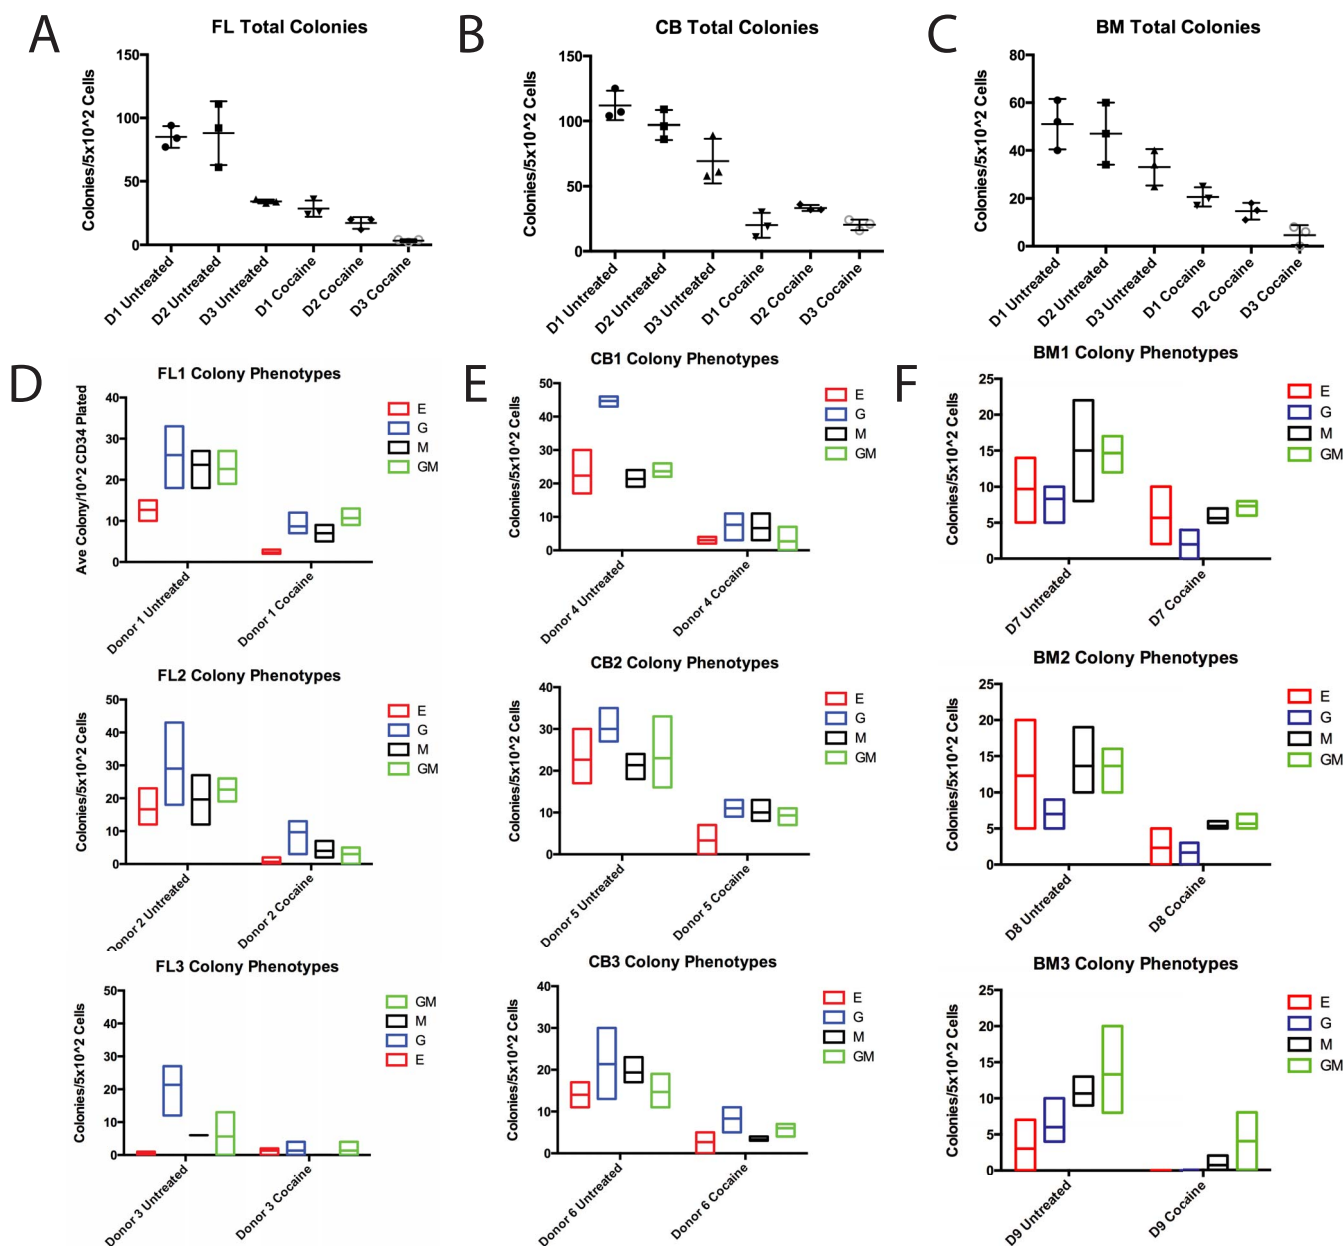 A
FL Total Colonies
Colonies/5x10^2 Cells
150
100
50
0
D1 Untreated
D2 Untreated
D3 Untreated
D1 Cocaine
D2 Cocaine
D3 Cocaine
B
CB Total Colonies
Colonies/5x10^2 Cells
150
100
50
0
D1 Untreated
D2 Untreated
D3 Untreated
D1 Cocaine
D2 Cocaine
D3 Cocaine
C
BM Total Colonies
Colonies/5x10^2 Cells
80
60
40
20
0
D1 Untreated
D2 Untreated
D3 Untreated
D1 Cocaine
D2 Cocaine
D3 Cocaine
D
FL1 Colony Phenotypes
Ave Colony/10^2 CD34 Plated
40
30
20
10
0
Donor 1 Untreated
Donor 1 Cocaine
E
G
M
GM
FL2 Colony Phenotypes
Colonies/5x10^2 Cells
50
40
30
20
10
0
Donor 2 Untreated
Donor 2 Cocaine
E
G
M
GM
FL3 Colony Phenotypes
Colonies/5x10^2 Cells
50
40
30
20
10
0
Donor 3 Untreated
Donor 3 Cocaine
GM
M
G
E
E
CB1 Colony Phenotypes
Colonies/5x10^2 Cells
50
40
30
20
10
0
Donor 4 Untreated
Donor 4 Cocaine
E
G
M
GM
CB2 Colony Phenotypes
Colonies/5x10^2 Cells
40
30
20
10
0
Donor 5 Untreated
Donor 5 Cocaine
E
G
M
GM
CB3 Colony Phenotypes
Colonies/5x10^2 Cells
40
30
20
10
0
Donor 6 Untreated
Donor 6 Cocaine
E
G
M
GM
F
BM1 Colony Phenotypes
Colonies/5x10^2 Cells
25
20
15
10
5
0
D7 Untreated
D7 Cocaine
E
G
M
GM
BM2 Colony Phenotypes
Colonies/5x10^2 Cells
25
20
15
10
5
0
D8 Untreated
D8 Cocaine
E
G
M
GM
BM3 Colony Phenotypes
Colonies/5x10^2 Cells
25
20
15
10
5
0
D9 Untreated
D9 Cocaine
E
G
M
GM